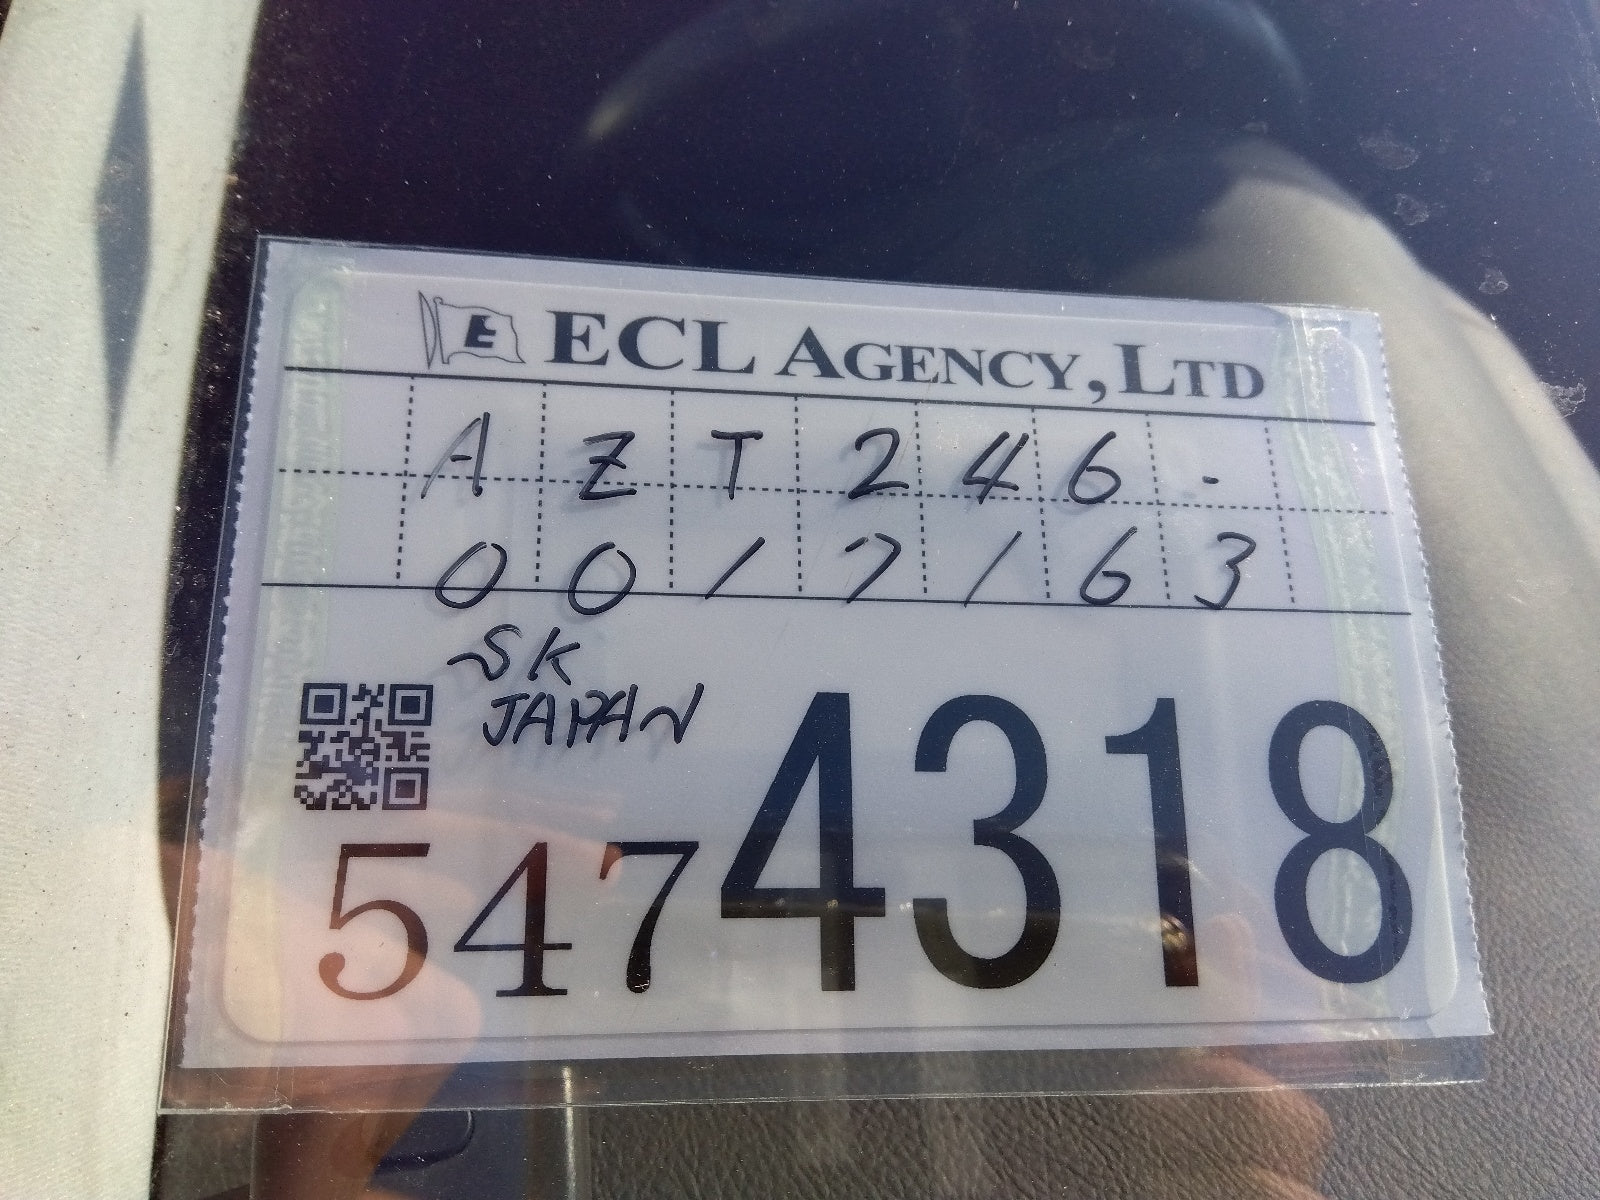 E ECL AGENCY, LTD
AZT246-
0017163
SK
JAPAN
5474318